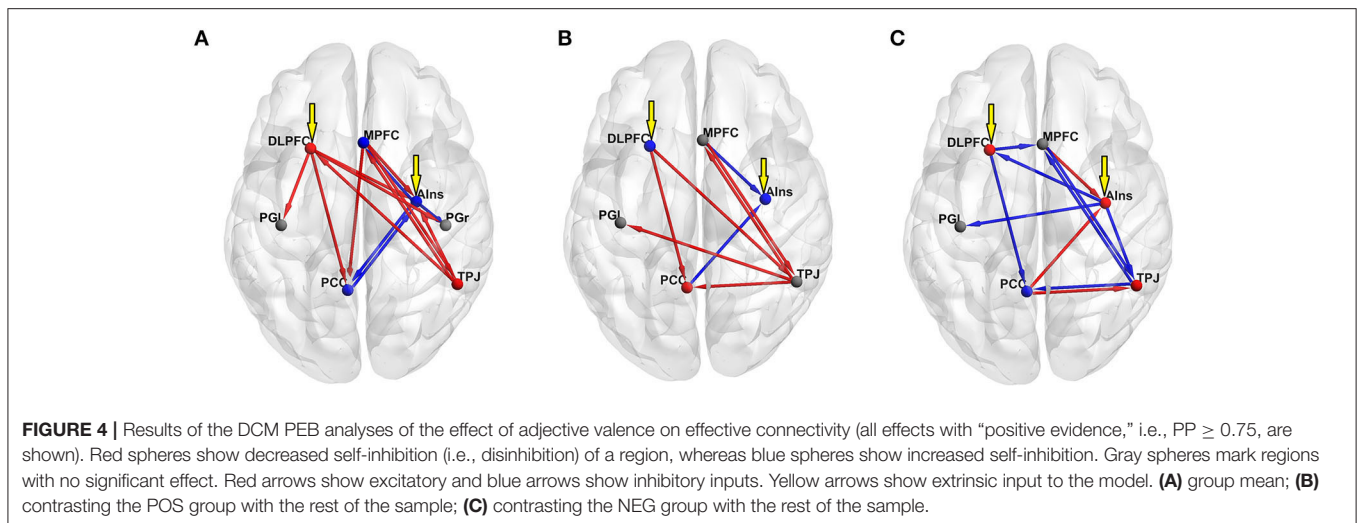 A
B
C
DLPFC
MPFC
AIns
PGl
PGr
PCC
TPJ
DLPFC
MPFC
AIns
PGl
PCC
TPJ
DLPFC
MPFC
AIns
PGl
PCC
TPJ
FIGURE 4 | Results of the DCM PEB analyses of the effect of adjective valence on effective connectivity (all effects with “positive evidence,” i.e., PP ≥ 0.75, are
shown). Red spheres show decreased self-inhibition (i.e., disinhibition) of a region, whereas blue spheres show increased self-inhibition. Gray spheres mark regions
with no significant effect. Red arrows show excitatory and blue arrows show inhibitory inputs. Yellow arrows show extrinsic input to the model. (A) group mean; (B)
contrasting the POS group with the rest of the sample; (C) contrasting the NEG group with the rest of the sample.